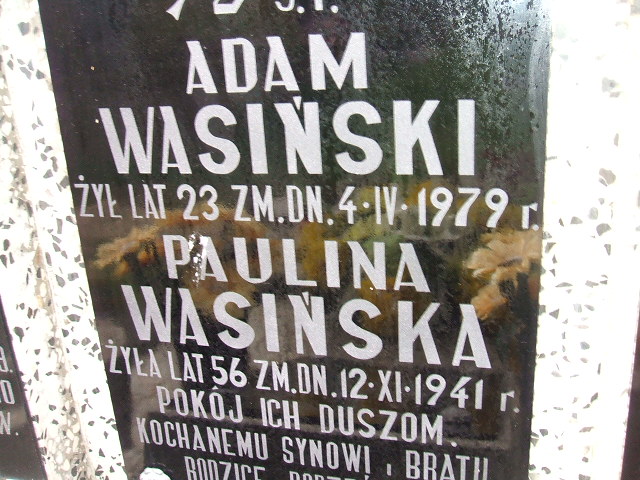 Ś.P.
ADAM
WASIŃSKI
ŻYŁ LAT 23 ZM.DN. 4·IV·1979 r.
PAULINA
WASIŃSKA
ŻYŁA LAT 56 ZM.DN. 12·XI·1941 r.
POKÓJ ICH DUSZOM.
KOCHANEMU SYNOWI i BRATU
RODZICE